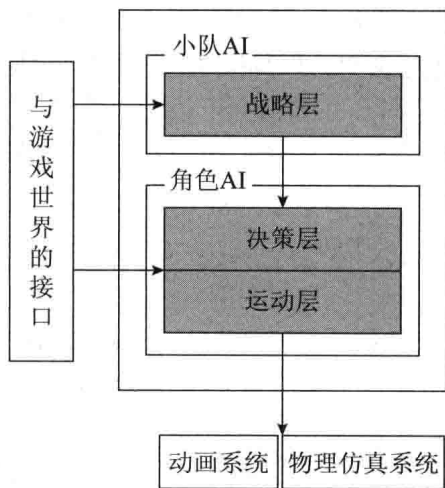 小队AI
战略层
与游戏世界的接口
角色AI
决策层
运动层
动画系统
物理仿真系统